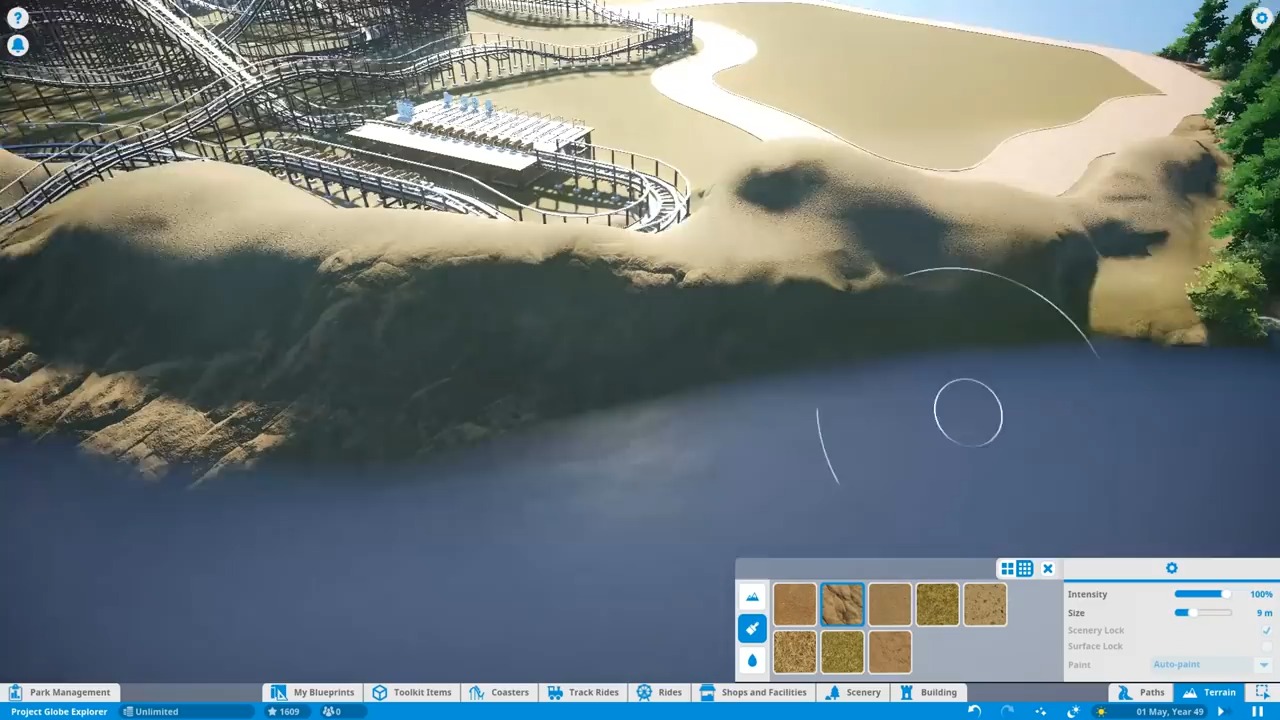 ?
Intensity 100%
Size 9 m
Scenery Lock
Surface Lock
Paint Auto-paint
Park Management
My Blueprints
Toolkit Items
Coasters
Track Rides
Rides
Shops and Facilities
Scenery
Building
Paths
Terrain
Project Globe Explorer
Unlimited
1609
0
01 May, Year 49